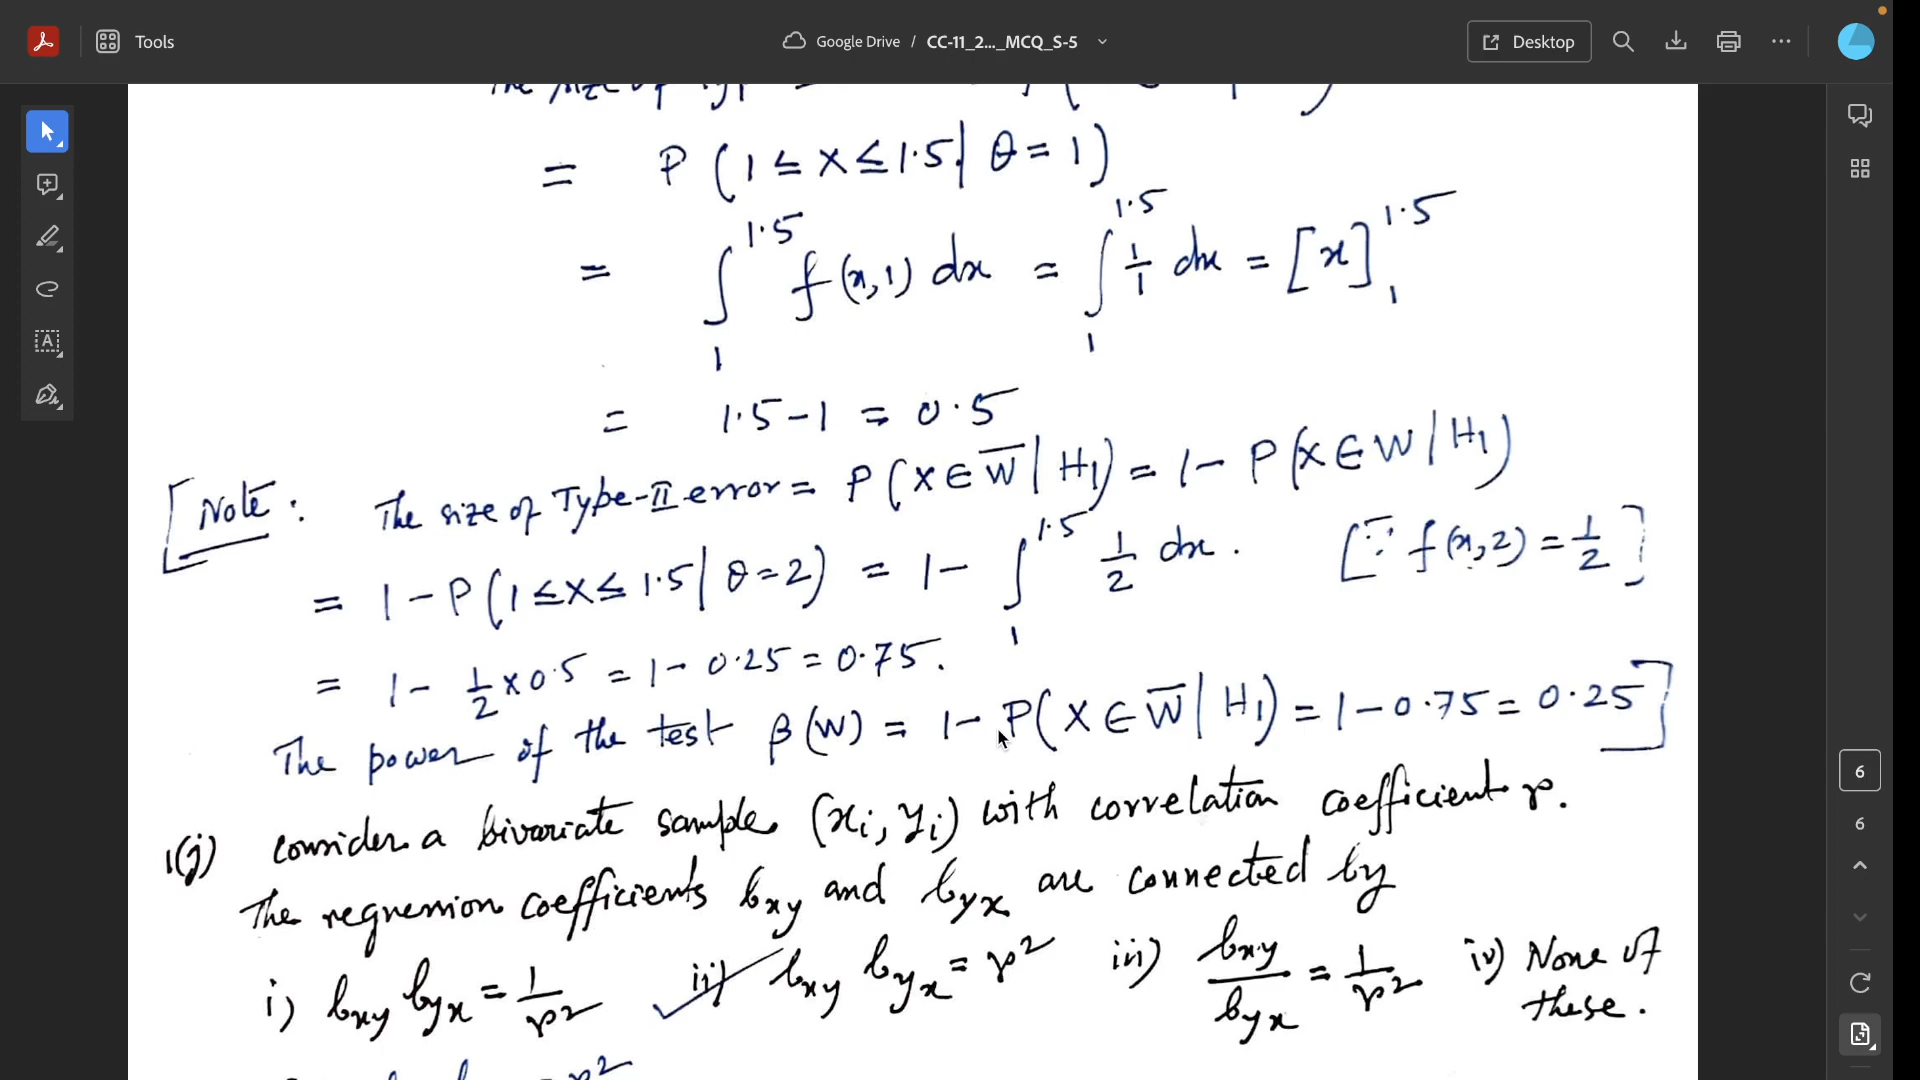 Tools
Google Drive / CC-11_2..._MCQ_S-5
Desktop
= P (1 ≤ X ≤ 1.5 | θ = 1)
= ∫₁^1.5 f(x,1) dx = ∫₁^1.5 1/1 dx = [x]₁^1.5
= 1.5 - 1 = 0.5
[Note: The size of Type-II error = P(X ∈ W̅ | H₁) = 1 - P(X ∈ W | H₁)
= 1 - P(1 ≤ X ≤ 1.5 | θ = 2) = 1 - ∫₁^1.5 1/2 dx. [∵ f(x,2) = 1/2]
= 1 - 1/2 × 0.5 = 1 - 0.25 = 0.75.
The power of the test β(W) = 1 - P(X ∈ W̅ | H₁) = 1 - 0.75 = 0.25]
1(j) consider a bivariate sample (xᵢ, yᵢ) with correlation coefficient r.
The regression coefficients bxy and byx are connected by
i) bxy byx = 1/r² ii) bxy byx = r² iii) bxy/byx = 1/r² iv) None of these.
6
6